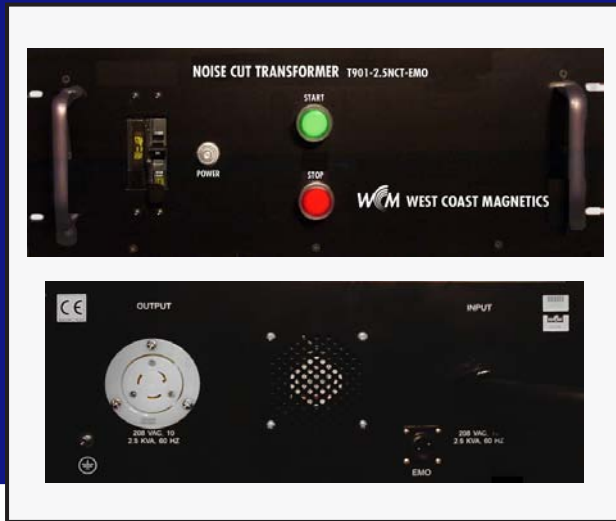 NOISE CUT TRANSFORMER T901-2.5NCT-EMO
START
POWER
STOP
WCM WEST COAST MAGNETICS
CE
OUTPUT
INPUT
208 VAC, 10
2.5 KVA, 60 HZ
208 VAC,
2.5 KVA, 60 HZ
EMO